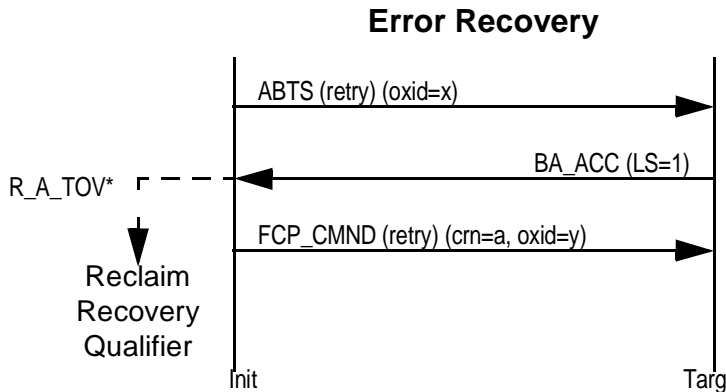 Error Recovery
ABTS (retry) (oxid=x)
BA_ACC (LS=1)
R_A_TOV*
FCP_CMND (retry) (crn=a, oxid=y)
Reclaim
Recovery
Qualifier
Init
Targ